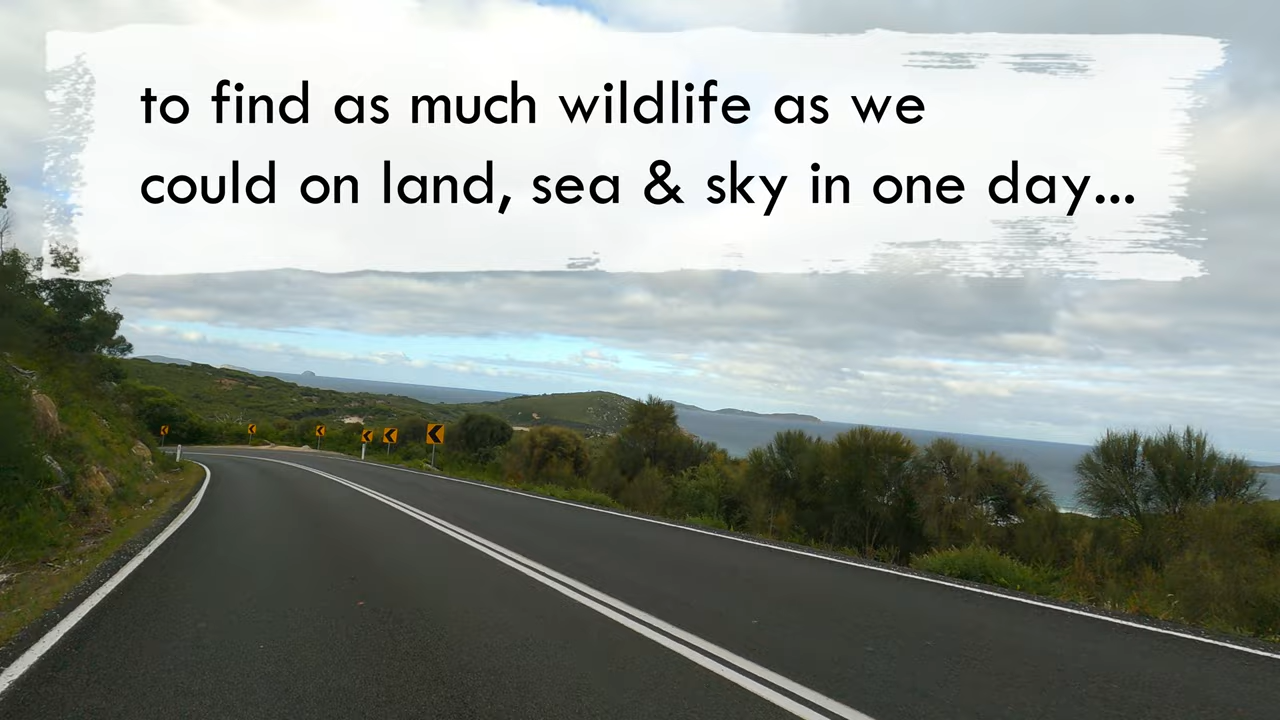 to find as much wildlife as we
could on land, sea & sky in one day...